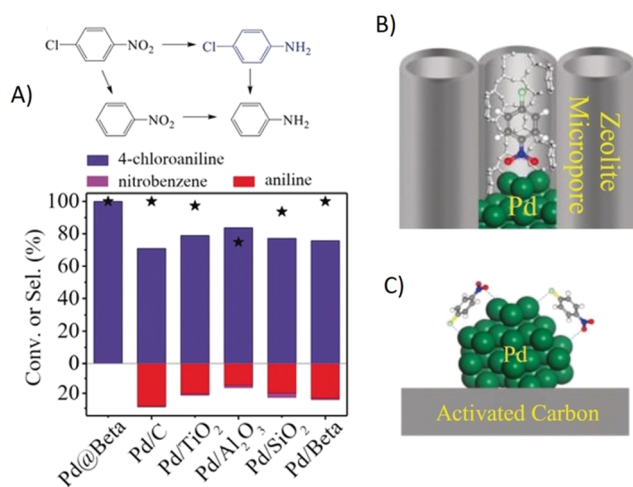 A)
Cl
NO2
Cl
NH2
NO2
NH2
4-chloroaniline
nitrobenzene
aniline
Conv. or Sel. (%)
100
80
60
40
20
0
20
Pd@Beta
Pd/C
Pd/TiO2
Pd/Al2O3
Pd/SiO2
Pd/Beta
B)
Zeolite
Micropore
Pd
C)
Pd
Activated Carbon